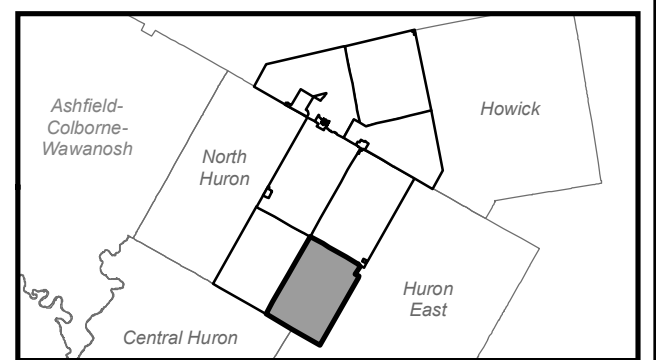 Ashfield-
Colborne-
Wawanosh
North
Huron
Howick
Huron
East
Central Huron